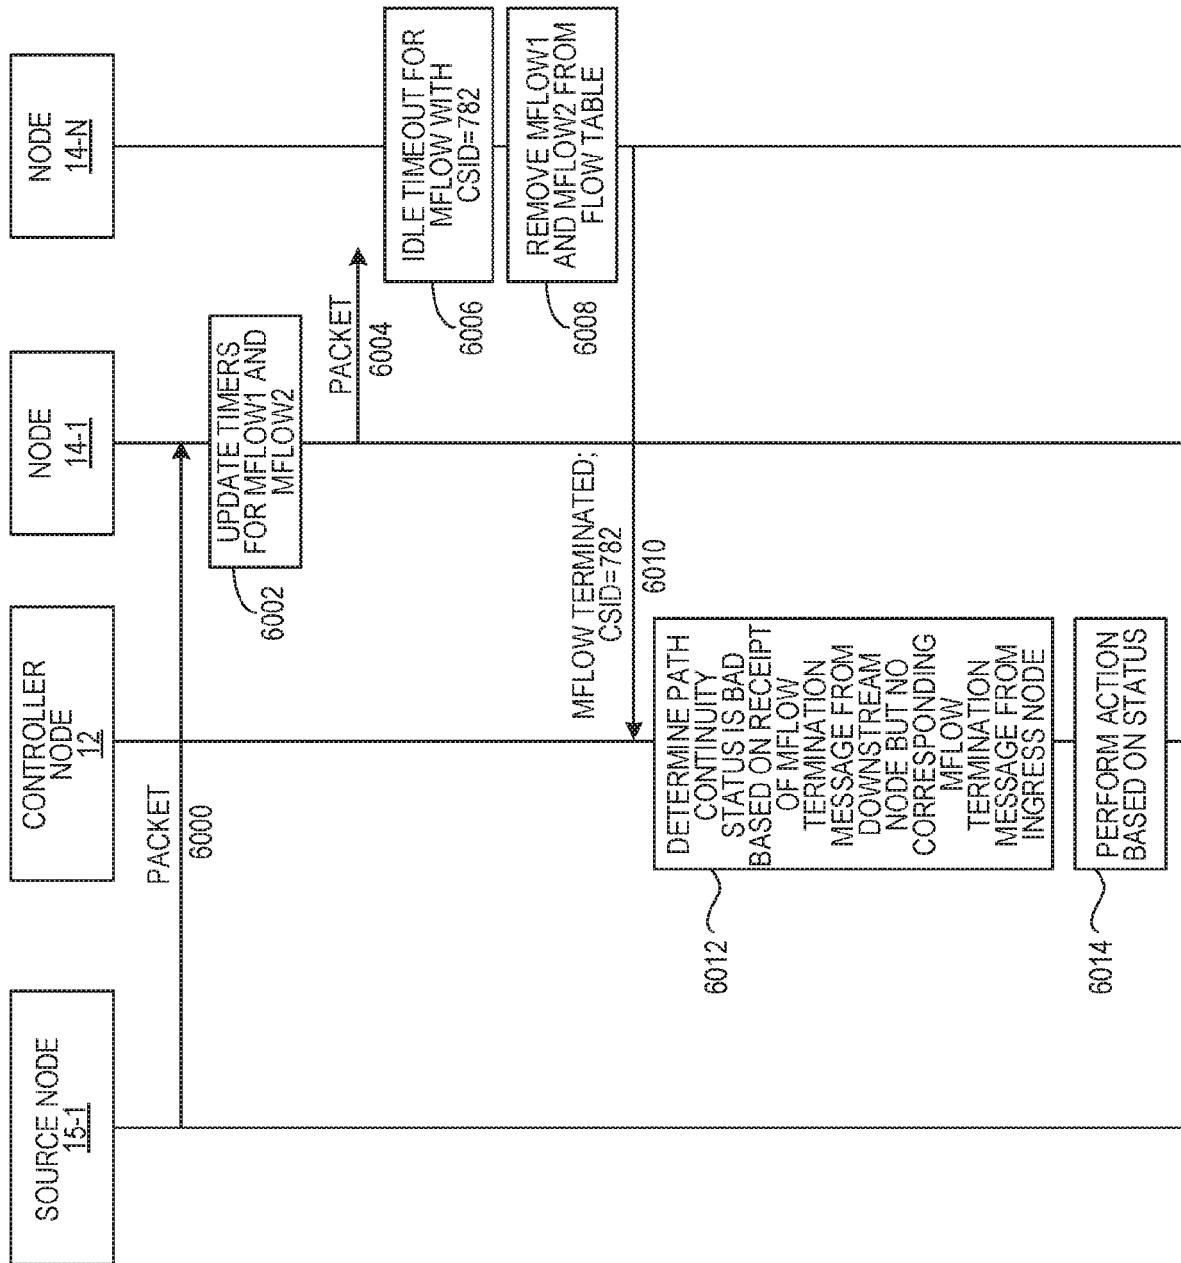 SOURCE NODE
15-1
CONTROLLER
NODE
12
NODE
14-1
NODE
14-N
PACKET
6000
UPDATE TIMERS
FOR MFLOW1 AND
MFLOW2
6002
PACKET
6004
IDLE TIMEOUT FOR
MFLOW WITH
CSID=782
6006
REMOVE MFLOW1
AND MFLOW2 FROM
FLOW TABLE
6008
MFLOW TERMINATED;
CSID=782
6010
DETERMINE PATH
CONTINUITY
STATUS IS BAD
BASED ON RECEIPT
OF MFLOW
TERMINATION
MESSAGE FROM
DOWNSTREAM
NODE BUT NO
CORRESPONDING
MFLOW
TERMINATION
MESSAGE FROM
INGRESS NODE
6012
PERFORM ACTION
BASED ON STATUS
6014